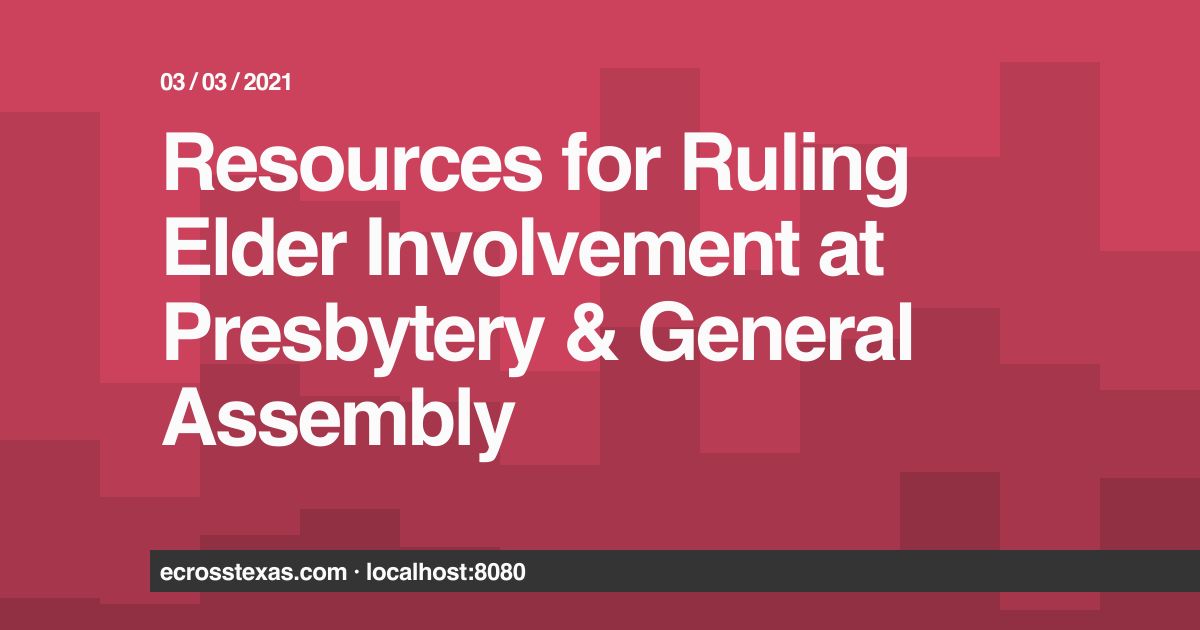 03 / 03 / 2021
Resources for Ruling
Elder Involvement at
Presbytery & General
Assembly
ecrosstexas.com · localhost:8080